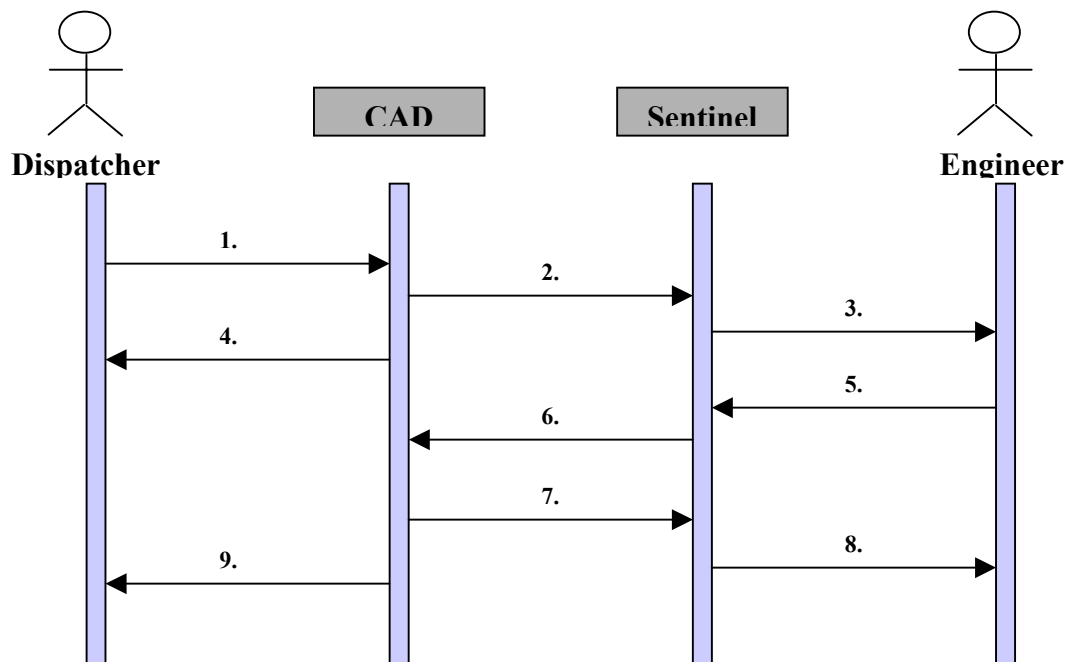 CAD
Sentinel
Dispatcher
Engineer
1.
2.
3.
4.
5.
6.
7.
8.
9.